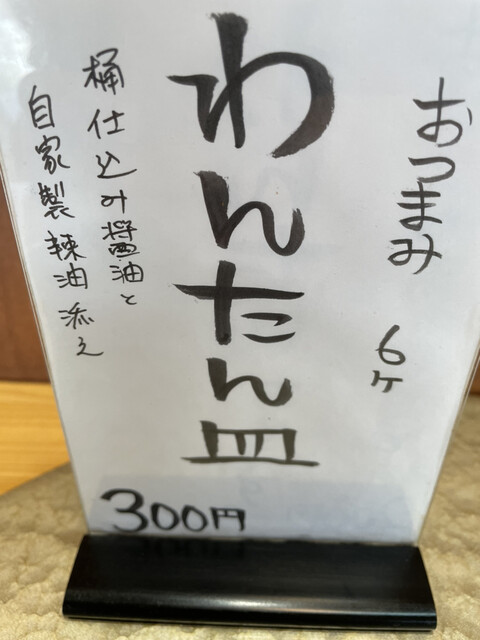 おつまみ 6ヶ
わんたん皿
桶仕込み醤油と
自家製辣油添え
300円